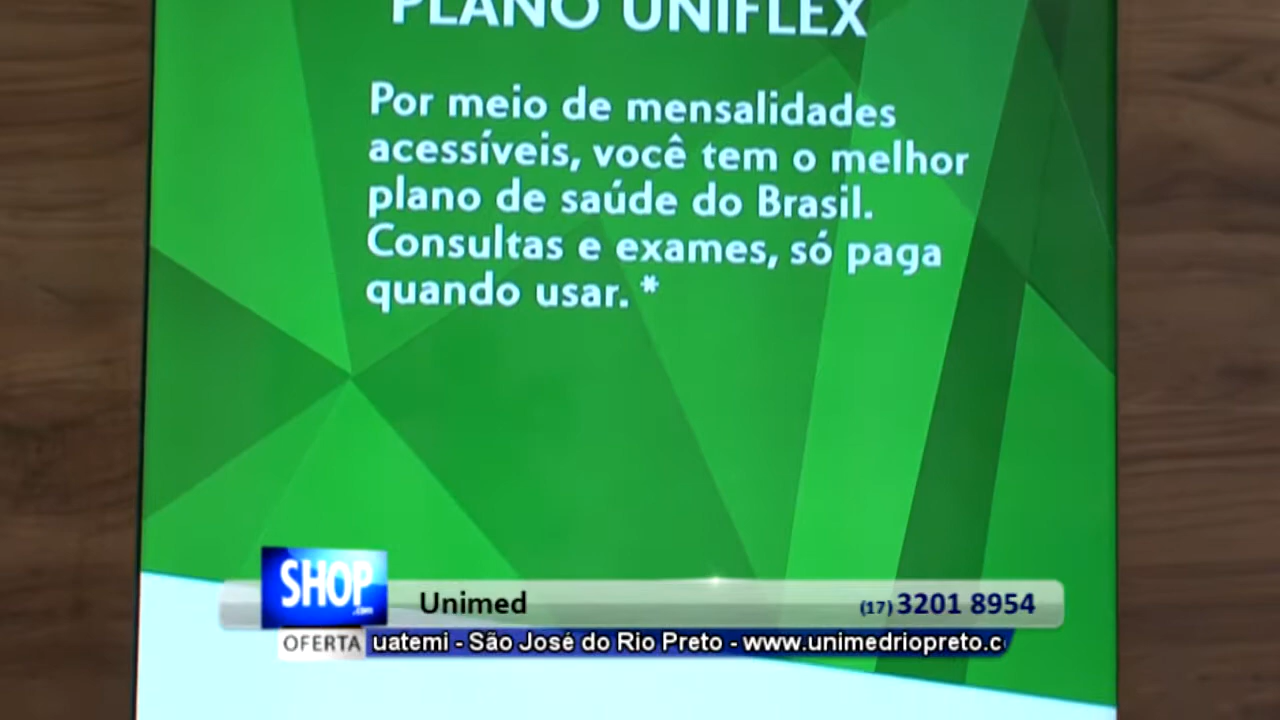 PLANO UNIFLEX
Por meio de mensalidades
acessíveis, você tem o melhor
plano de saúde do Brasil.
Consultas e exames, só paga
quando usar. *
SHOP
.com
Unimed
(17) 3201 8954
OFERTA
uatemi - São José do Rio Preto - www.unimedriopreto.c